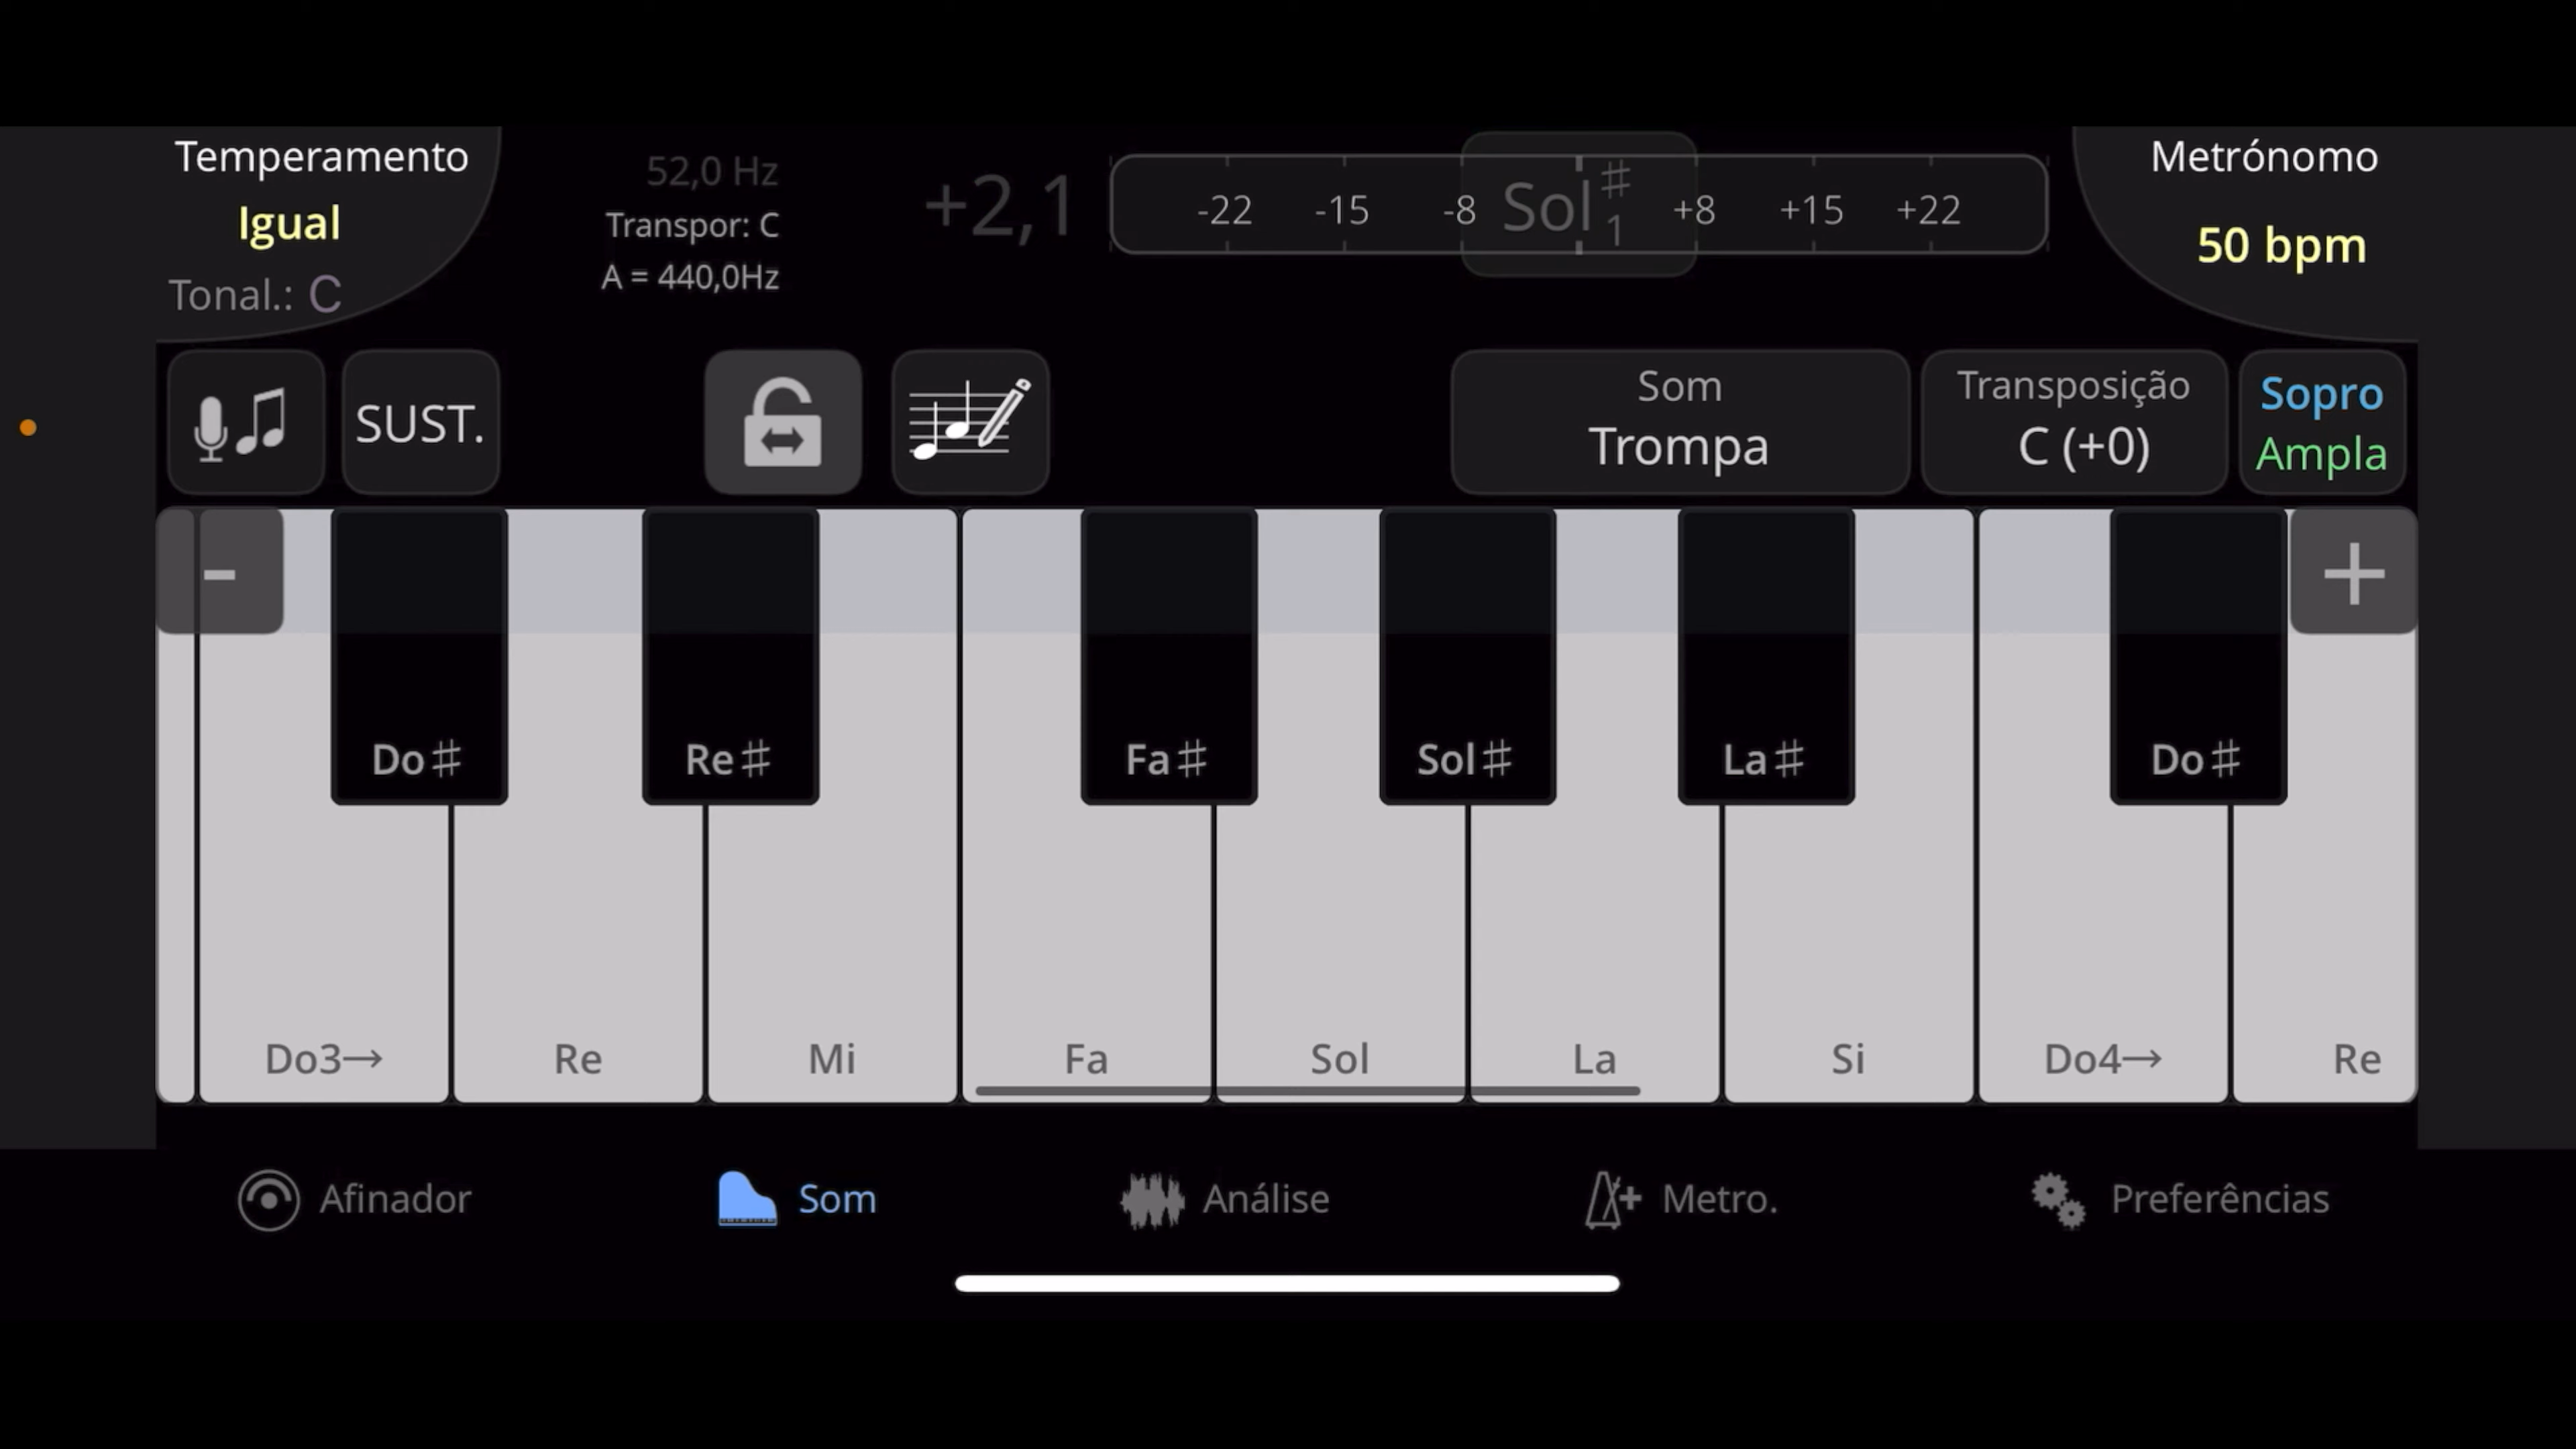 Temperamento
Igual
Tonal.: C
52,0 Hz
Transpor: C
A = 440,0Hz
+2,1
-22 -15 -8 Sol♯1 +8 +15 +22
Metrónomo
50 bpm
SUST.
Som
Trompa
Transposição
C (+0)
Sopro
Ampla
- +
Do♯ Re♯ Fa♯ Sol♯ La♯ Do♯
Do3→ Re Mi Fa Sol La Si Do4→ Re
Afinador Som Análise Metro. Preferências